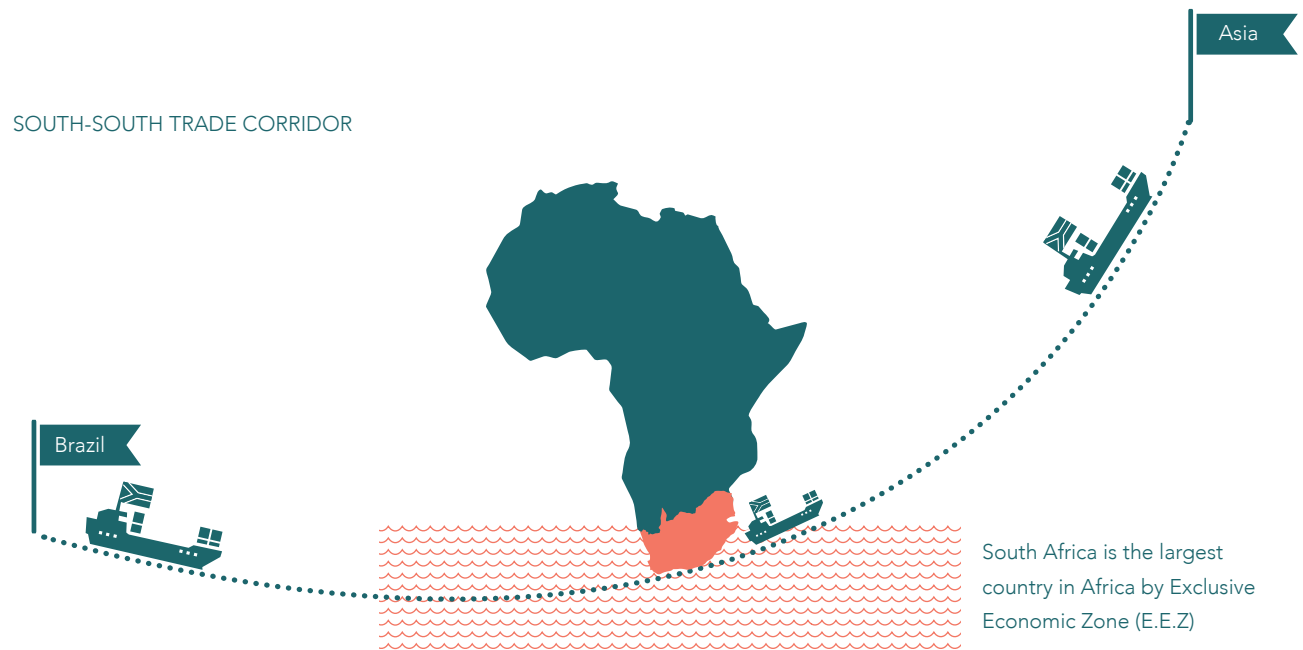 Asia
SOUTH-SOUTH TRADE CORRIDOR
Brazil
South Africa is the largest
country in Africa by Exclusive
Economic Zone (E.E.Z)